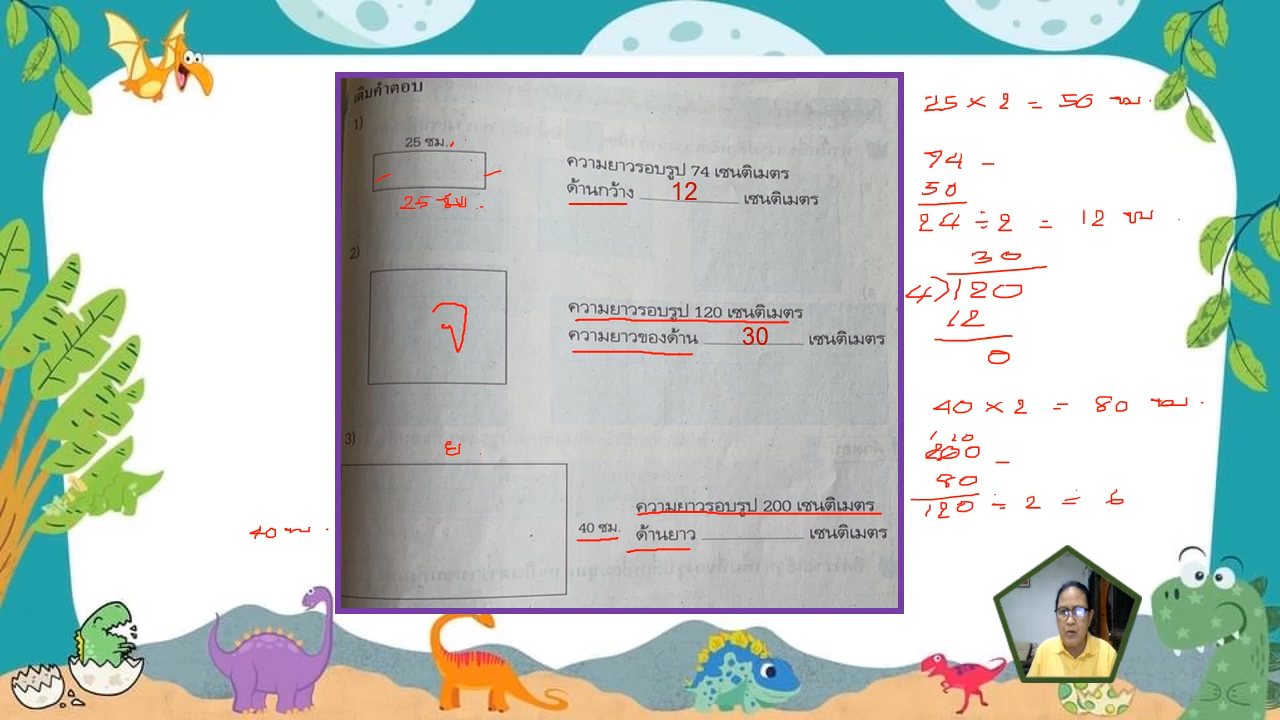 เติมคำตอบ
1)
25 ซม.
25 ซม.
ความยาวรอบรูป 74 เซนติเมตร
ด้านกว้าง 12 เซนติเมตร
2)
จ
ความยาวรอบรูป 120 เซนติเมตร
ความยาวของด้าน 30 เซนติเมตร
3)
ย
40 ซม.
40 ซม.
ความยาวรอบรูป 200 เซนติเมตร
ด้านยาว ___ เซนติเมตร
25 × 2 = 50 ซม.
74 -
50
24 ÷ 2 = 12 ซม.
30
4)120
12
0
40 × 2 = 80 ซม.
1 10
200 -
80
120 ÷ 2 = 6